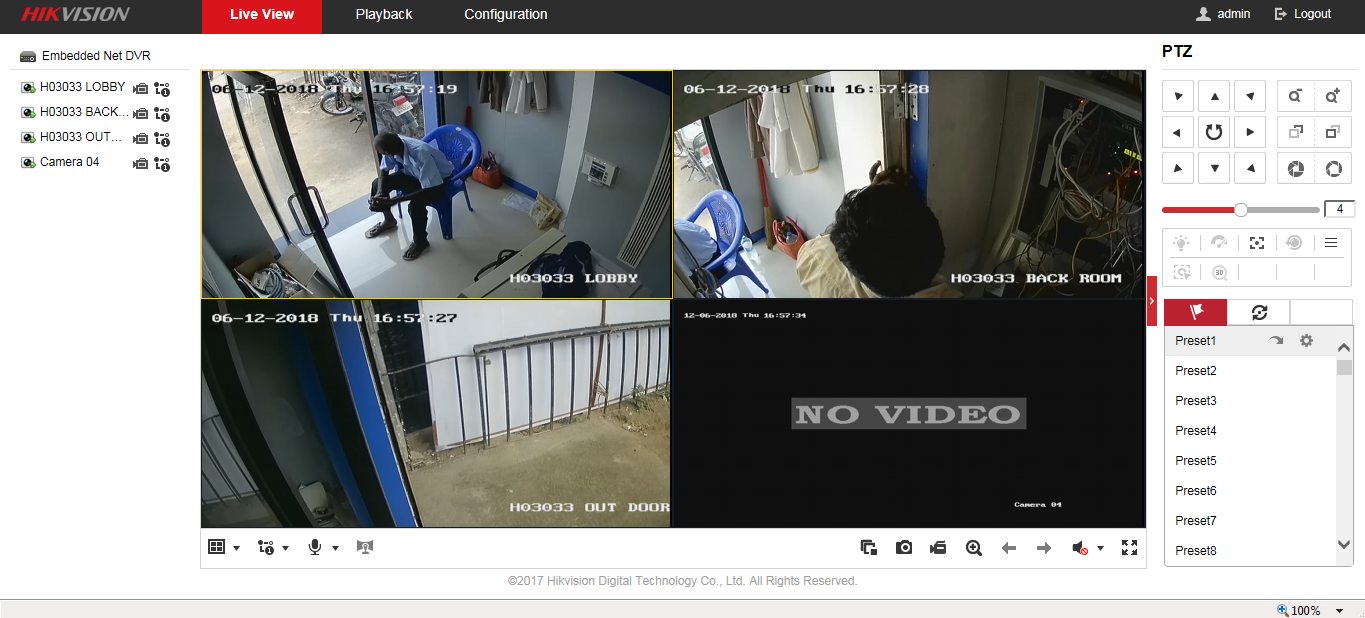 HIKVISION Live View Playback Configuration admin Logout
Embedded Net DVR
H03033 LOBBY
H03033 BACK...
H03033 OUT...
Camera 04
06-12-2018 Thu 16:57:19
H03033 LOBBY
06-12-2018 Thu 16:57:28
H03033 BACK ROOM
06-12-2018 Thu 16:57:27
H03033 OUT DOOR
12-06-2018 Thu 16:57:34
NO VIDEO
Camera 04
PTZ
4
3D
Preset1
Preset2
Preset3
Preset4
Preset5
Preset6
Preset7
Preset8
©2017 Hikvision Digital Technology Co., Ltd. All Rights Reserved.
100%